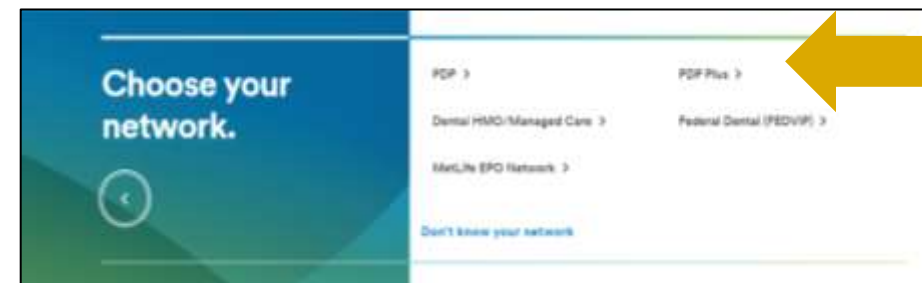 Choose your
network.
PDP >
PDP Plus >
Dental HMO/Managed Care >
Federal Dental (FEDVIP) >
MetLife EPO Network >
Don't know your network